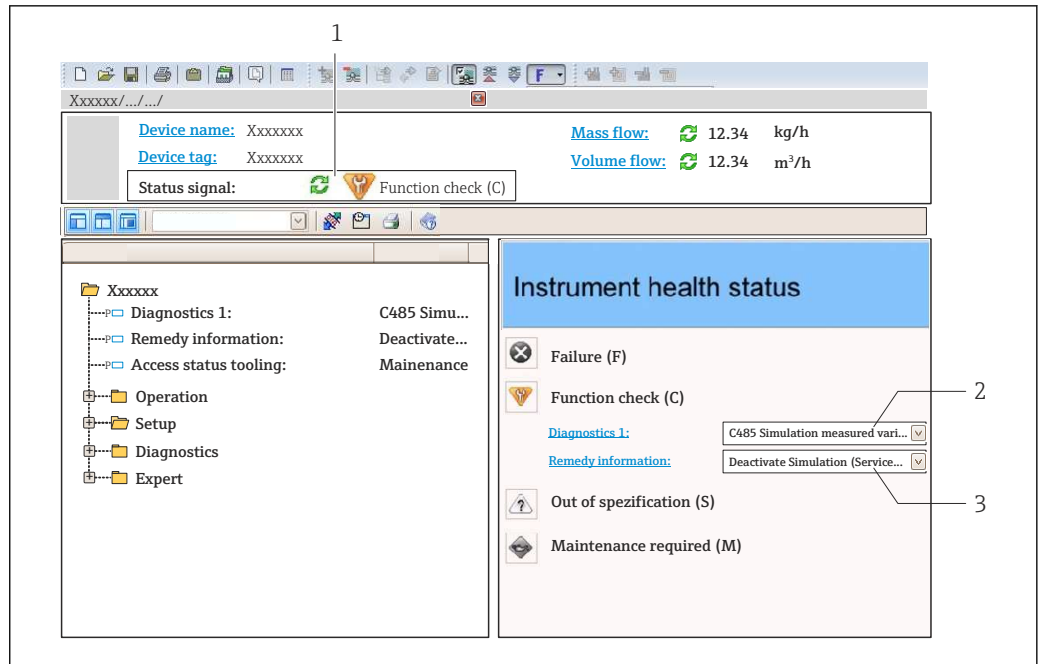 1
F
Xxxxxx/.../.../
Device name: Xxxxxxx
Mass flow: 12.34 kg/h
Device tag: Xxxxxxx
Volume flow: 12.34 m³/h
Status signal: Function check (C)
Xxxxxx
Diagnostics 1: C485 Simu...
Remedy information: Deactivate...
Access status tooling: Mainenance
Operation
Setup
Diagnostics
Expert
Instrument health status
Failure (F)
Function check (C)
2
Diagnostics 1: C485 Simulation measured vari...
Remedy information: Deactivate Simulation (Service...
Out of spezification (S)
3
Maintenance required (M)